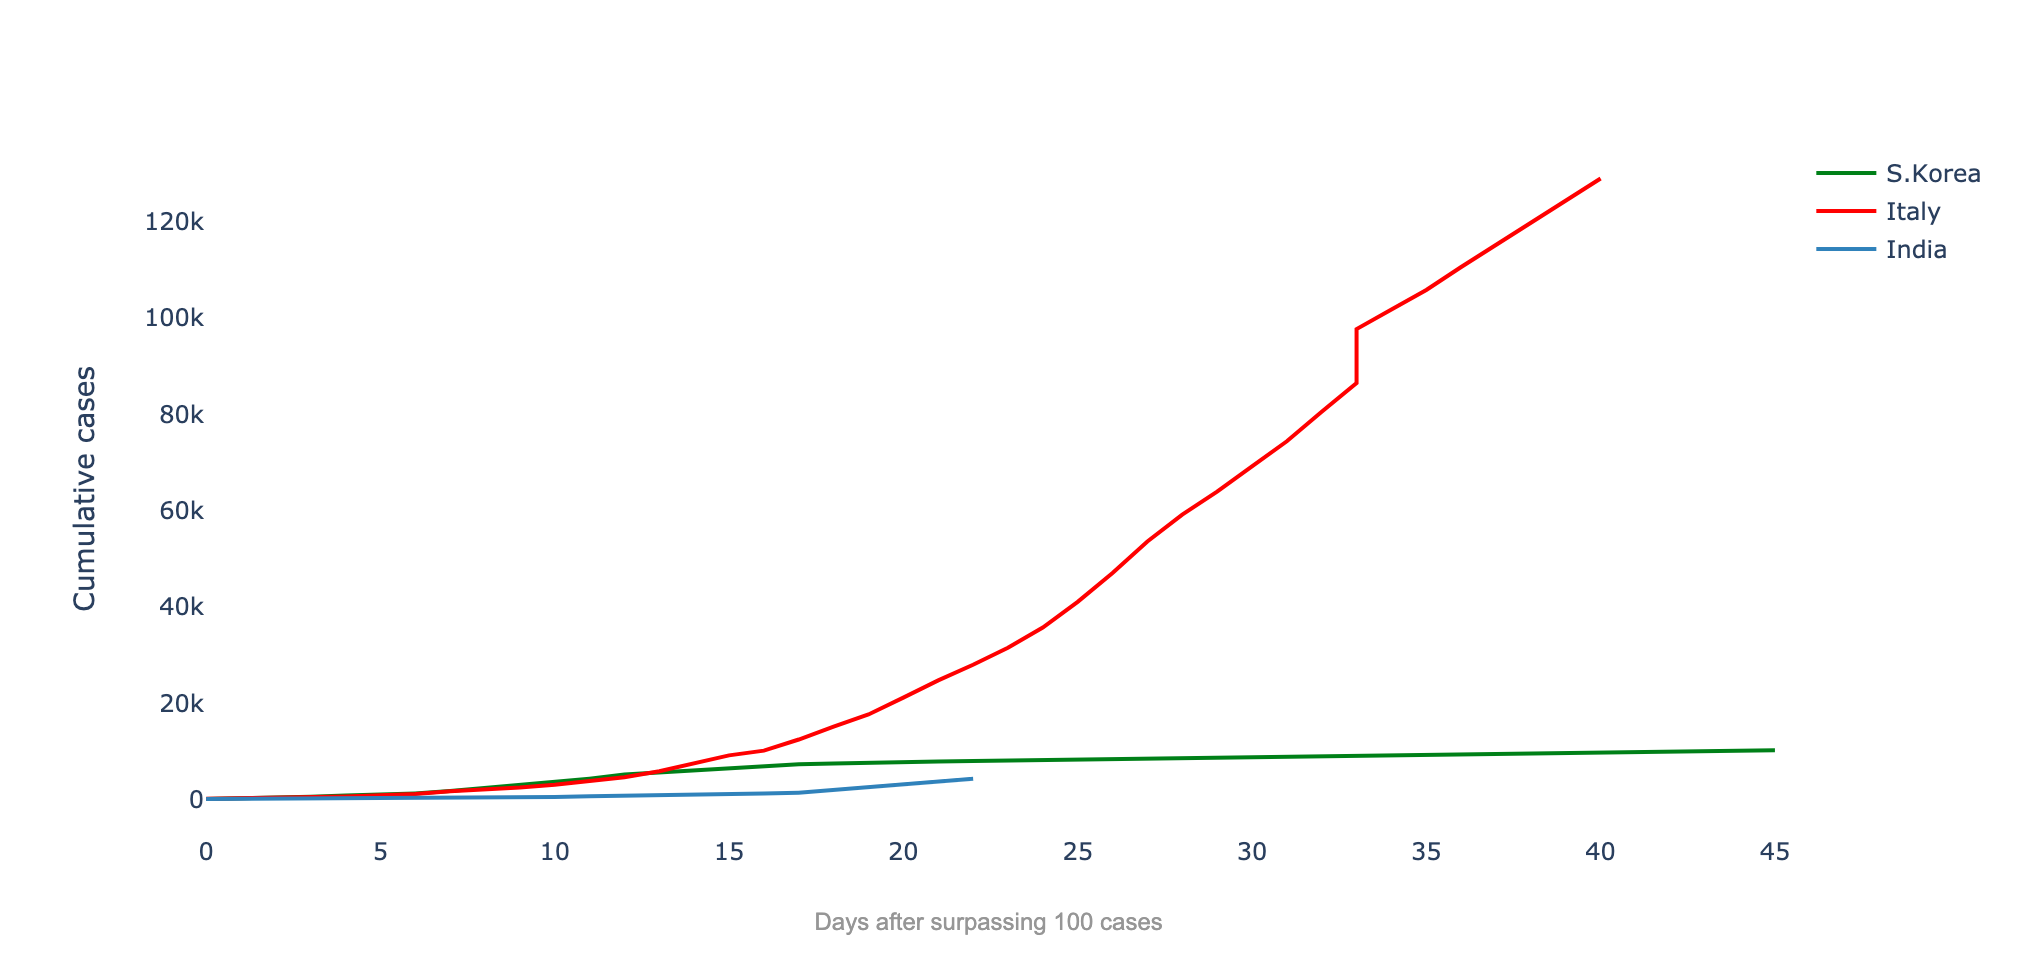 S.Korea
Italy
India
Cumulative cases
120k
100k
80k
60k
40k
20k
0
0 5 10 15 20 25 30 35 40 45
Days after surpassing 100 cases